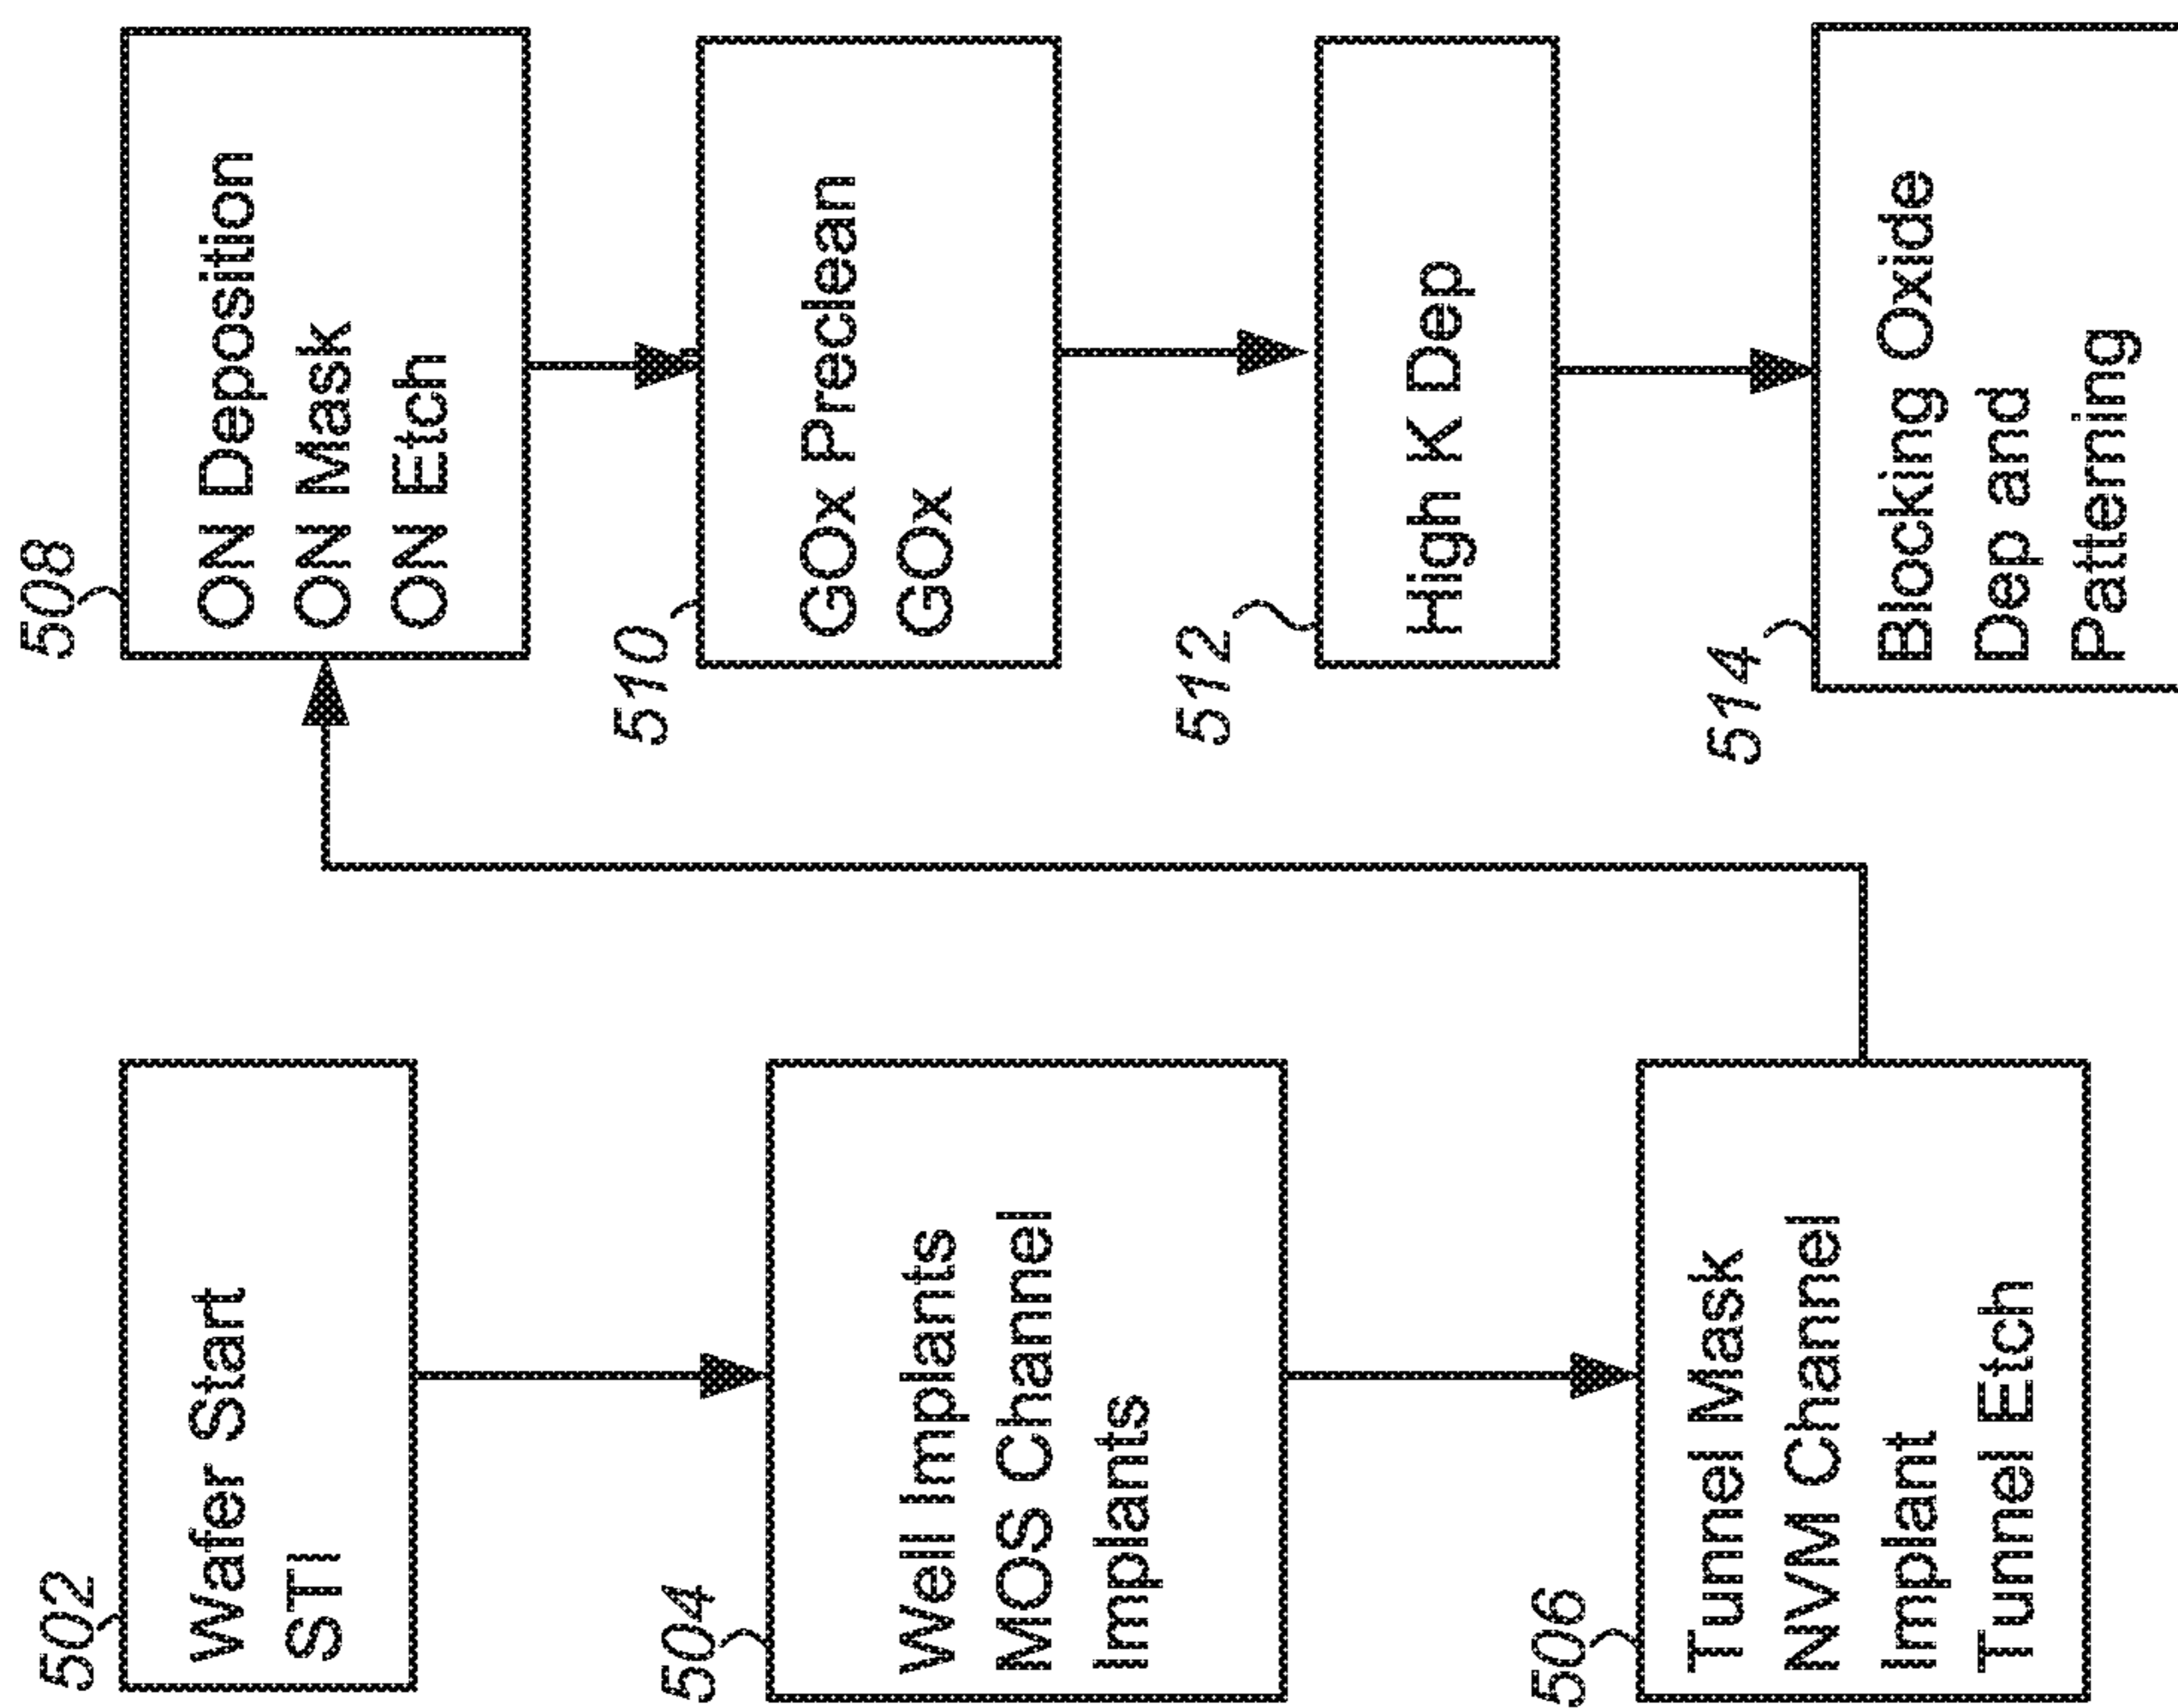 502
Wafer Start
STI
504
Well Implants
MOS Channel
Implants
506
Tunnel Mask
NVM Channel
Implant
Tunnel Etch
508
ON Deposition
ON Mask
ON Etch
510
GOx Preclean
GOx
512
High K Dep
514
Blocking Oxide
Dep and
Patterning